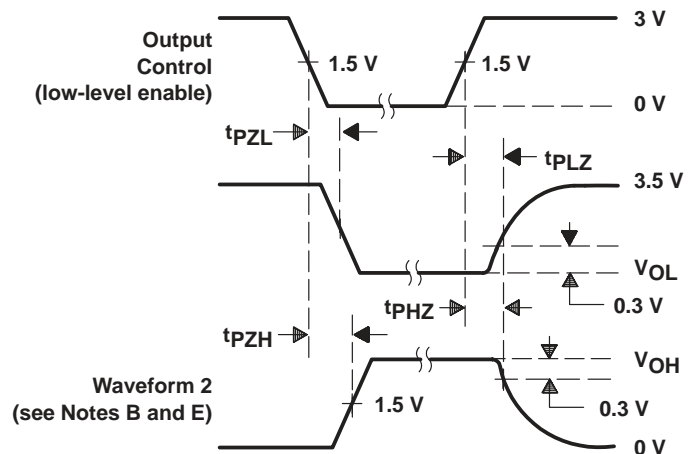 Output
Control
(low-level enable)
1.5 V
1.5 V
3 V
0 V
tPZL
tPLZ
3.5 V
VOL
0.3 V
tPHZ
tPZH
VOH
Waveform 2
(see Notes B and E)
1.5 V
0.3 V
0 V